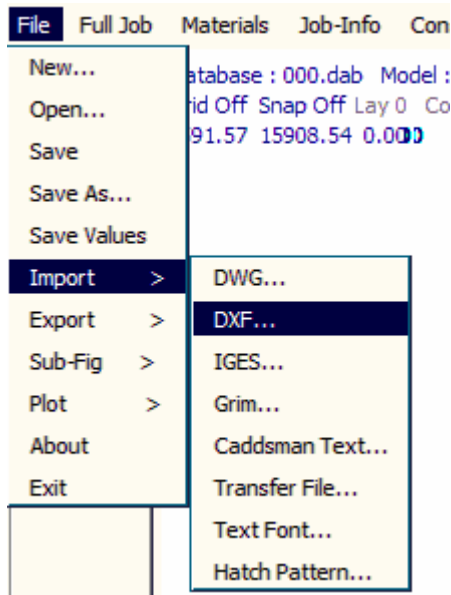 File Full Job Materials Job-Info Con
New...
atabase : 000.dab Model :
Open...
rid Off Snap Off Lay 0 Co
Save
91.57 15908.54
Save As...
Save Values
Import >
DWG...
Export >
DXF...
Sub-Fig >
IGES...
Plot >
Grim...
About
Caddsman Text...
Exit
Transfer File...
Text Font...
Hatch Pattern...